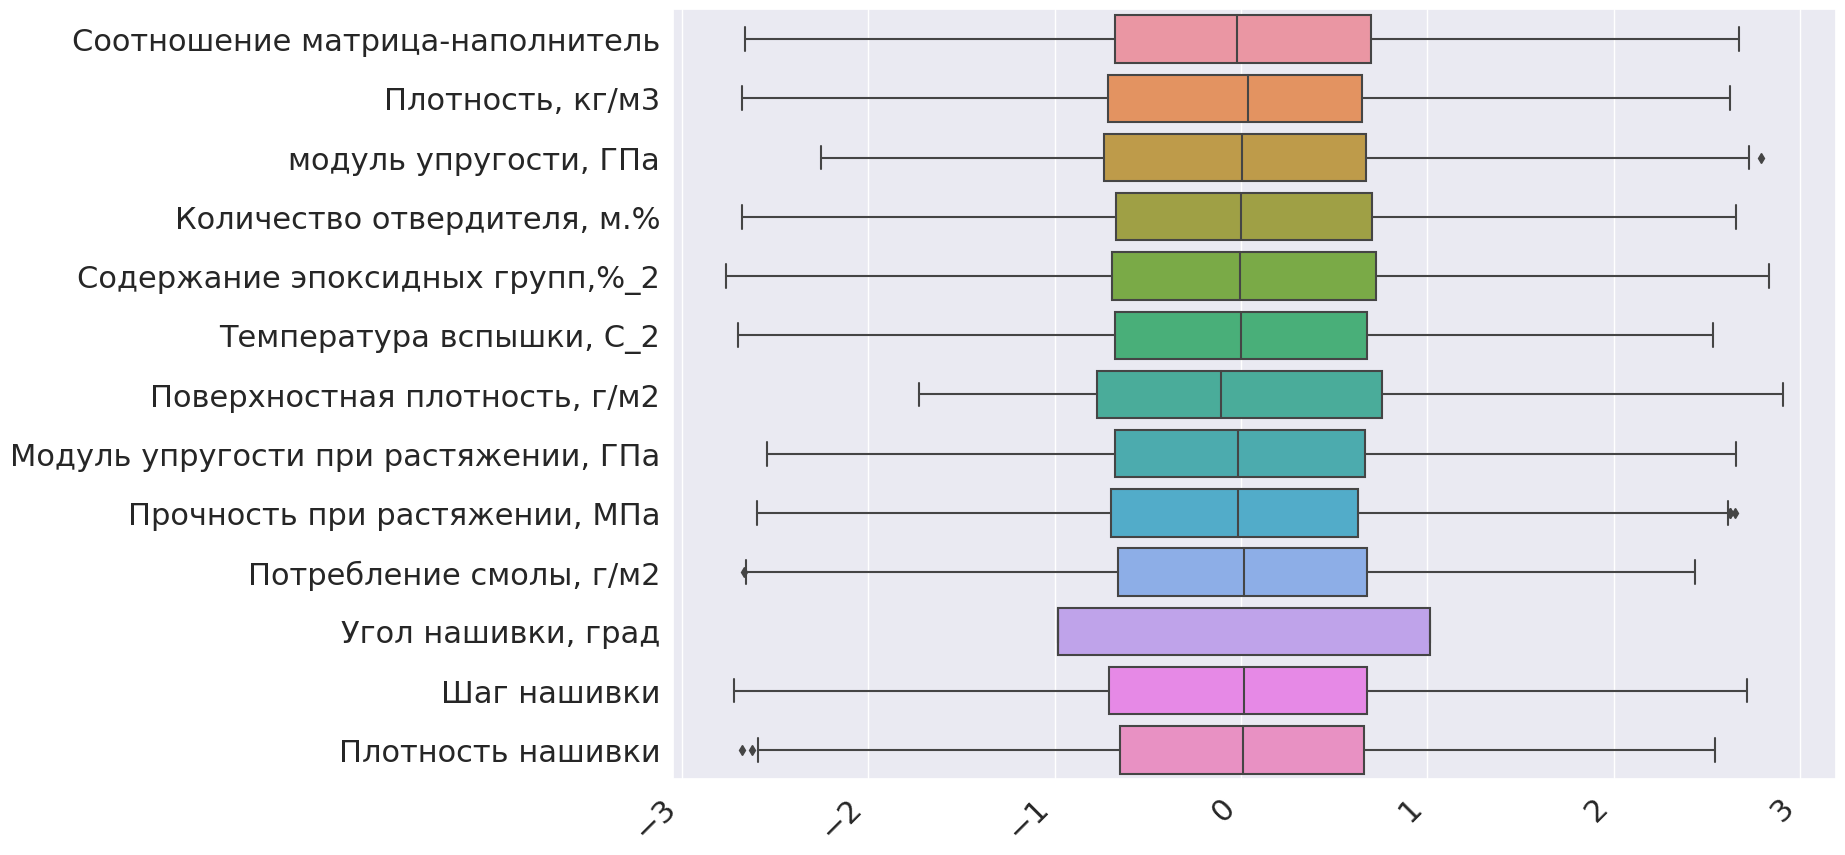 Соотношение матрица-наполнитель
Плотность, кг/м3
модуль упругости, ГПа
Количество отвердителя, м.%
Содержание эпоксидных групп,%_2
Температура вспышки, С_2
Поверхностная плотность, г/м2
Модуль упругости при растяжении, ГПа
Прочность при растяжении, МПа
Потребление смолы, г/м2
Угол нашивки, град
Шаг нашивки
Плотность нашивки
−3 −2 −1 0 1 2 3